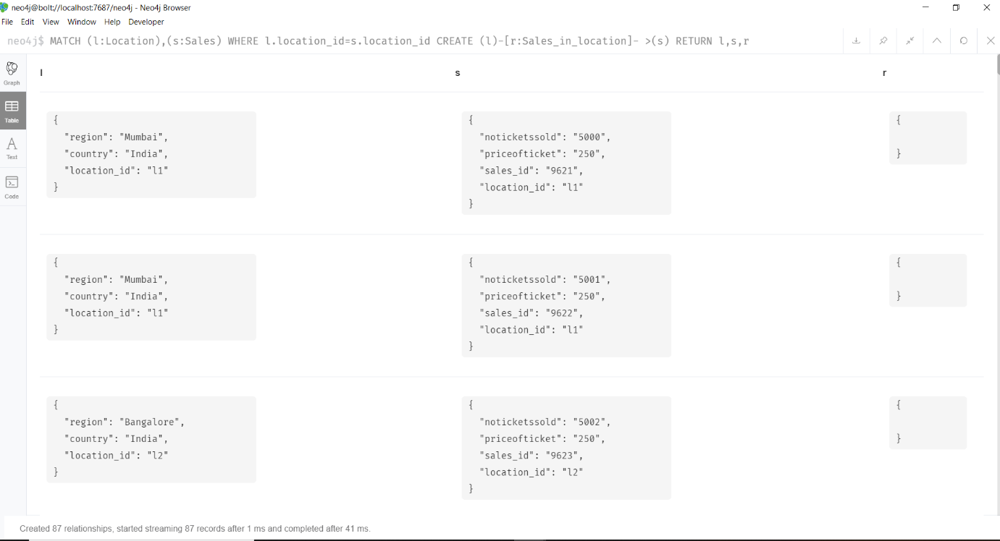 neo4j@bolt://localhost:7687/neo4j - Neo4j Browser
File Edit View Window Help Developer
neo4j$ MATCH (l:Location),(s:Sales) WHERE l.location_id=s.location_id CREATE (l)-[r:Sales_in_location]- >(s) RETURN l,s,r
Graph
Table
Text
Code
l s r
{
"region": "Mumbai",
"country": "India",
"location_id": "l1"
}
{
"noticketssold": "5000",
"priceofticket": "250",
"sales_id": "9621",
"location_id": "l1"
}
{
}
{
"region": "Mumbai",
"country": "India",
"location_id": "l1"
}
{
"noticketssold": "5001",
"priceofticket": "250",
"sales_id": "9622",
"location_id": "l1"
}
{
}
{
"region": "Bangalore",
"country": "India",
"location_id": "l2"
}
{
"noticketssold": "5002",
"priceofticket": "250",
"sales_id": "9623",
"location_id": "l2"
}
{
}
Created 87 relationships, started streaming 87 records after 1 ms and completed after 41 ms.